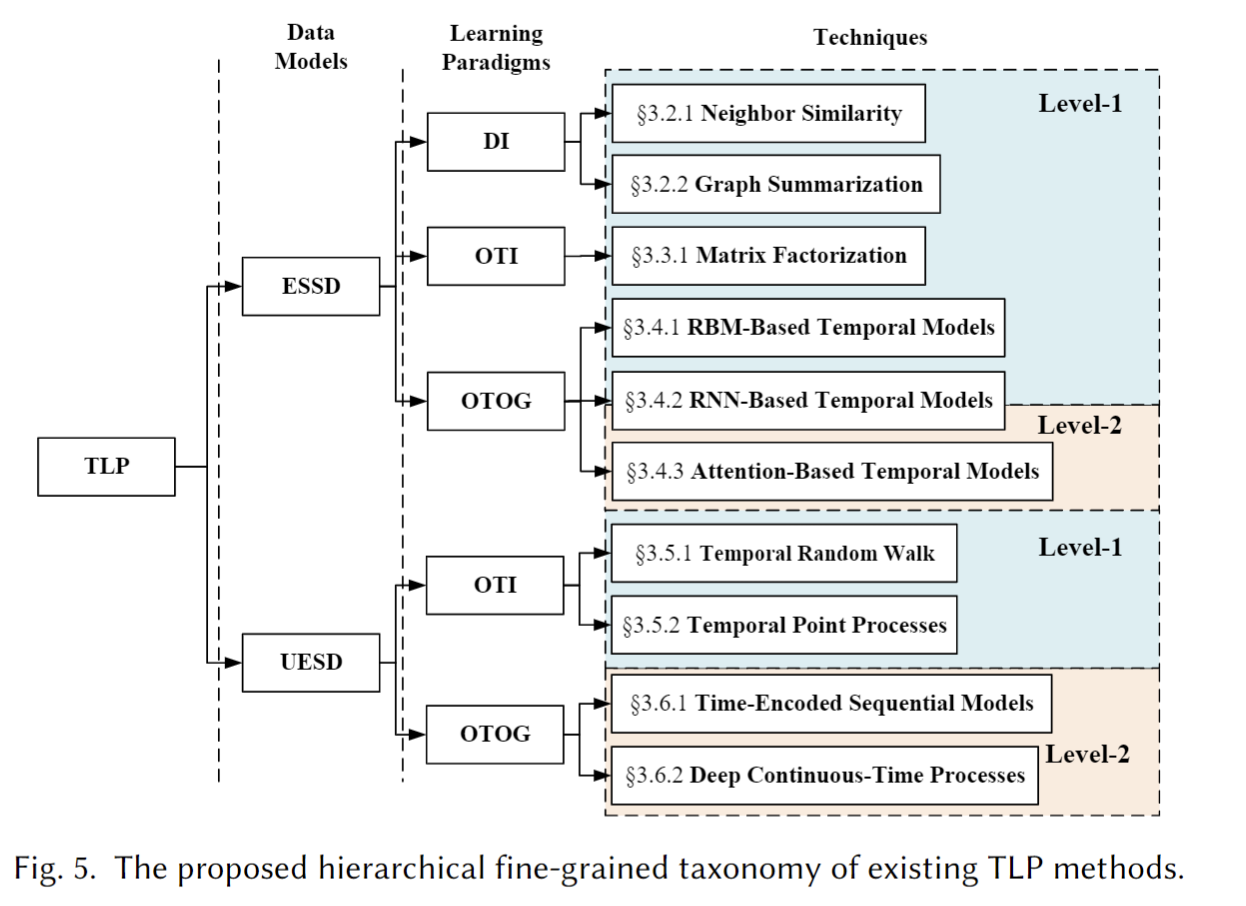 Data
Models
Learning
Paradigms
Techniques
Level-1
§3.2.1 Neighbor Similarity
DI
§3.2.2 Graph Summarization
OTI
§3.3.1 Matrix Factorization
ESSD
§3.4.1 RBM-Based Temporal Models
OTOG
§3.4.2 RNN-Based Temporal Models
Level-2
TLP
§3.4.3 Attention-Based Temporal Models
Level-1
§3.5.1 Temporal Random Walk
OTI
§3.5.2 Temporal Point Processes
UESD
§3.6.1 Time-Encoded Sequential Models
OTOG
Level-2
§3.6.2 Deep Continuous-Time Processes
Fig. 5. The proposed hierarchical fine-grained taxonomy of existing TLP methods.